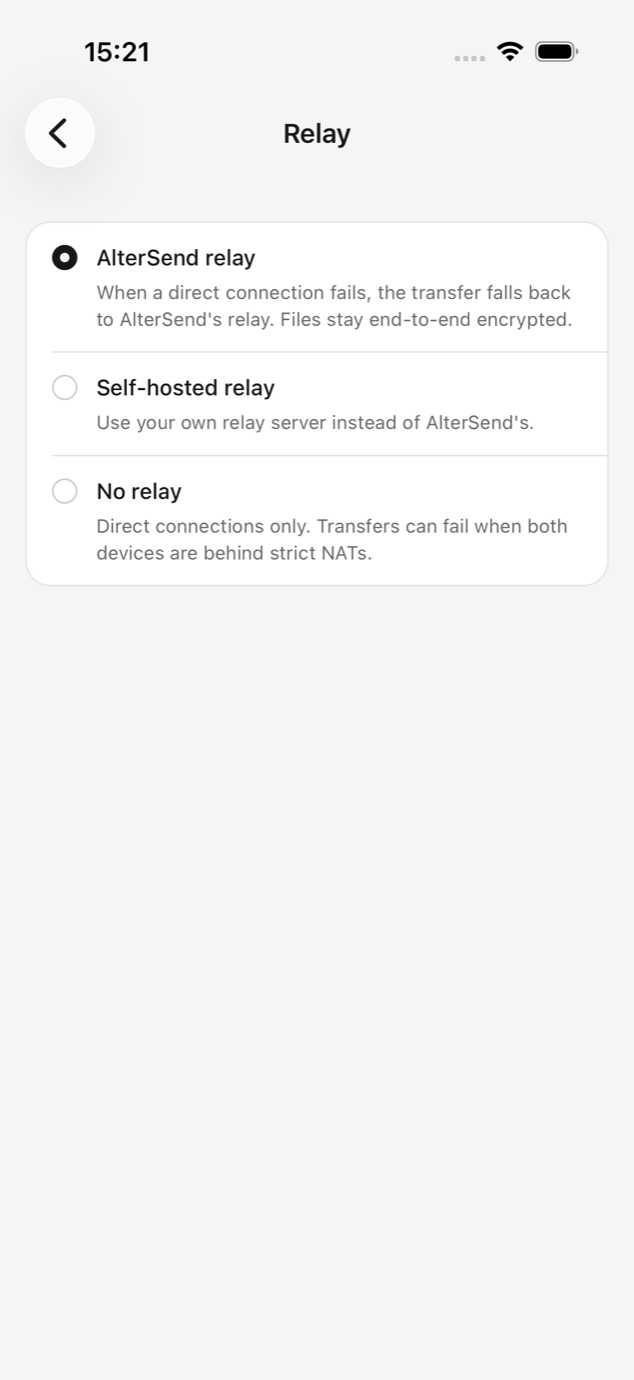 15:21
Relay
AlterSend relay
When a direct connection fails, the transfer falls back
to AlterSend's relay. Files stay end-to-end encrypted.
Self-hosted relay
Use your own relay server instead of AlterSend's.
No relay
Direct connections only. Transfers can fail when both
devices are behind strict NATs.